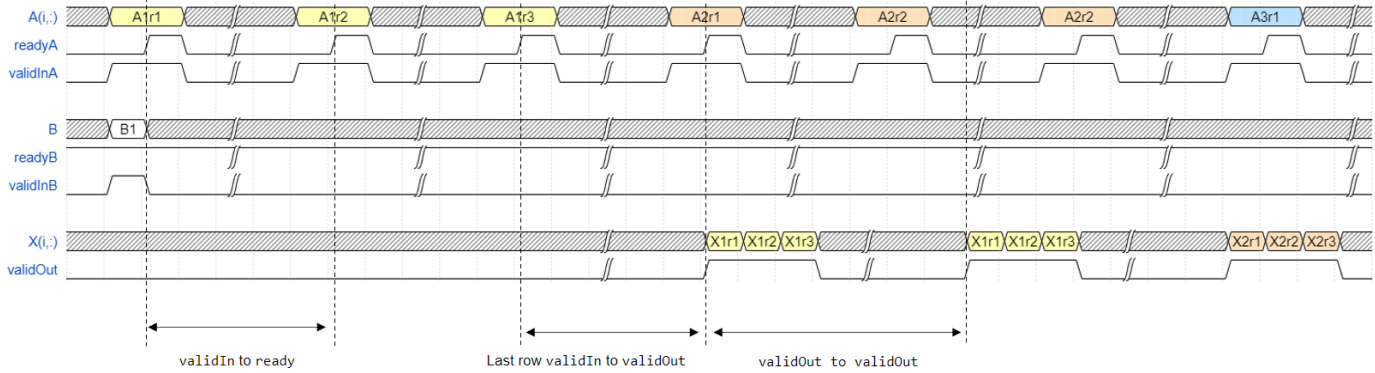 A(i,:) A1r1 A1r2 A1r3 A2r1 A2r2 A2r2 A3r1
readyA
validInA
B B1
readyB
validInB
X(i,:) X1r1 X1r2 X1r3 X1r1 X1r2 X1r3 X2r1 X2r2 X2r3
validOut
validIn to ready Last row validIn to validOut validOut to validOut